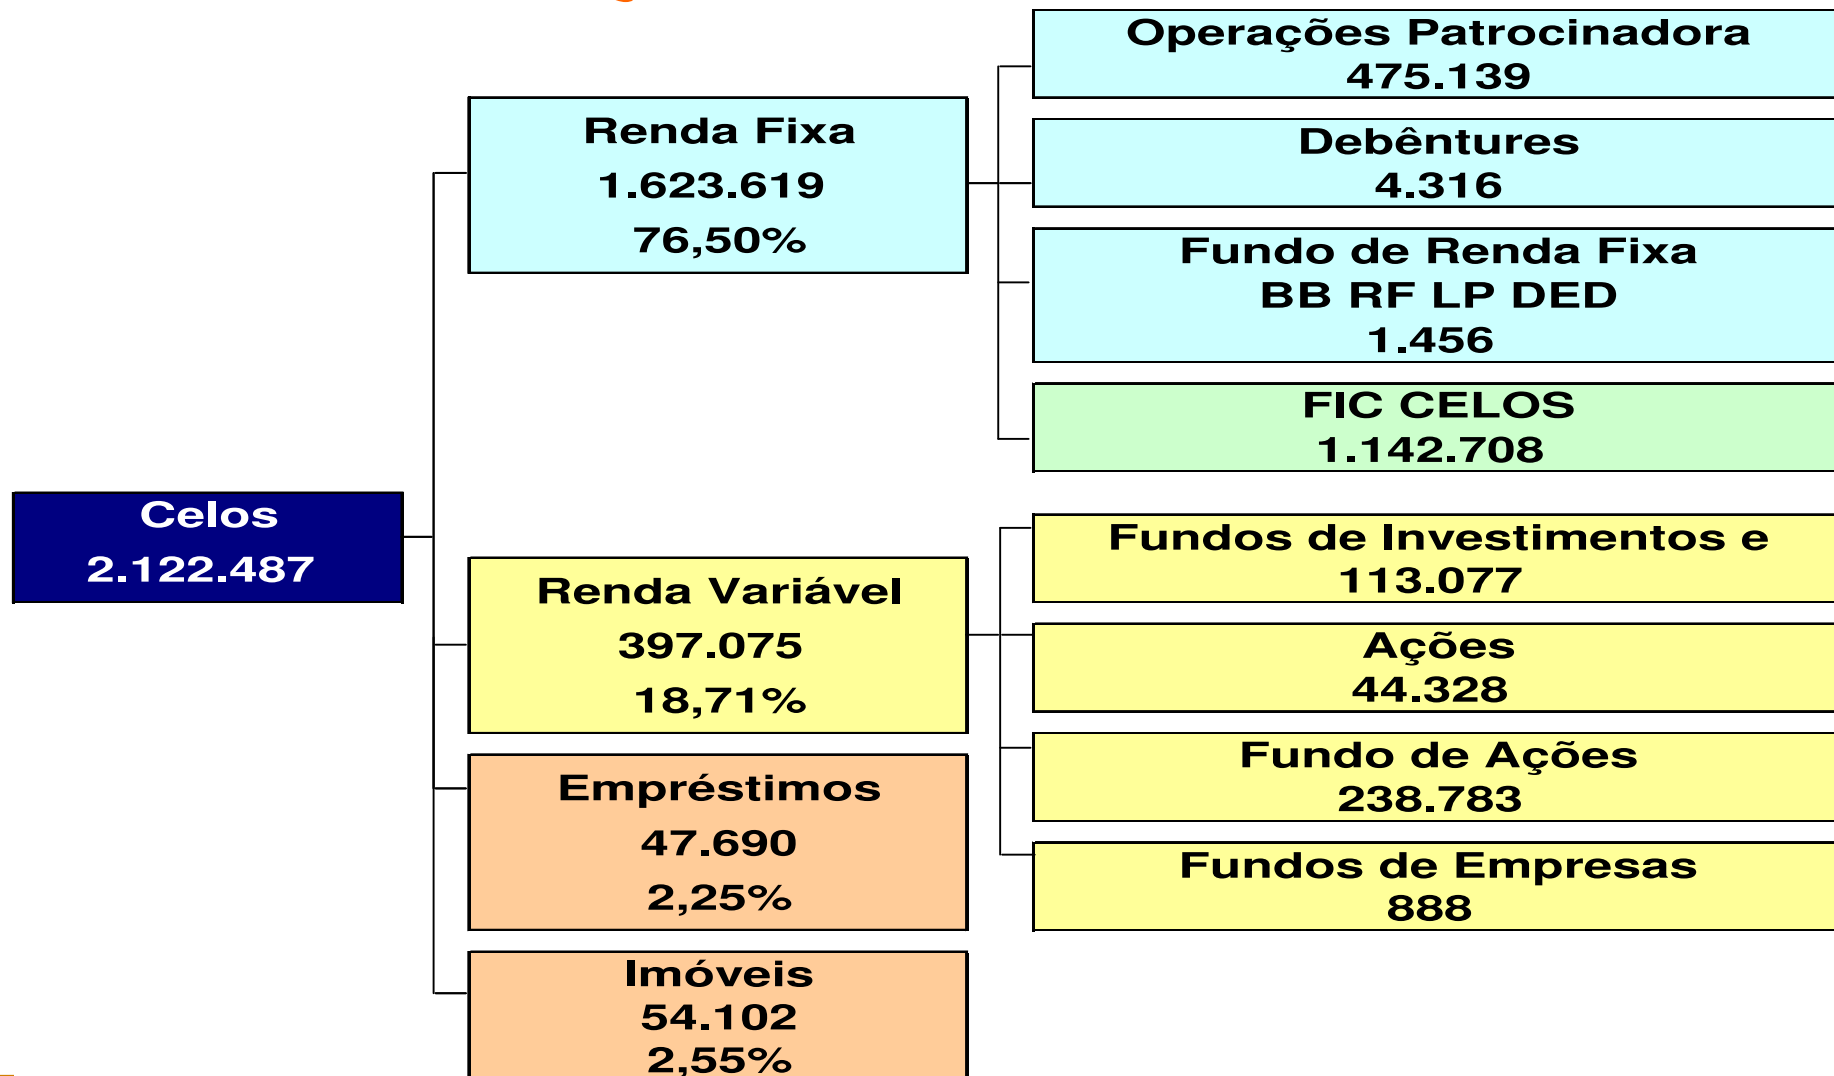 Operações Patrocinadora
475.139
Renda Fixa
1.623.619
76,50%
Debêntures
4.316
Fundo de Renda Fixa
BB RF LP DED
1.456
FIC CELOS
1.142.708
Celos
2.122.487
Fundos de Investimentos e
113.077
Renda Variável
397.075
18,71%
Ações
44.328
Fundo de Ações
238.783
Empréstimos
47.690
2,25%
Fundos de Empresas
888
Imóveis
54.102
2,55%